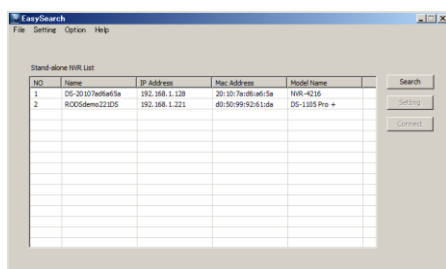 EasySearch
File Setting Option Help
Stand-alone NVR List
NO Name IP Address Mac Address Model Name
1 DS-20107ad6a65a 192.168.1.128 20:10:7a:d6:a6:5a NVR-4216
2 RODSdemo221DS 192.168.1.221 d0:50:99:92:61:da DS-1105 Pro +
Search
Setting
Connect